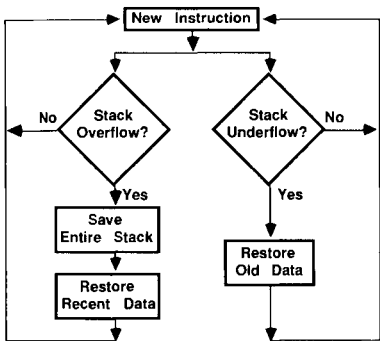 New Instruction
No
Stack
Overflow?
Stack
Underflow?
No
Yes
Yes
Save
Entire Stack
Restore
Old Data
Restore
Recent Data